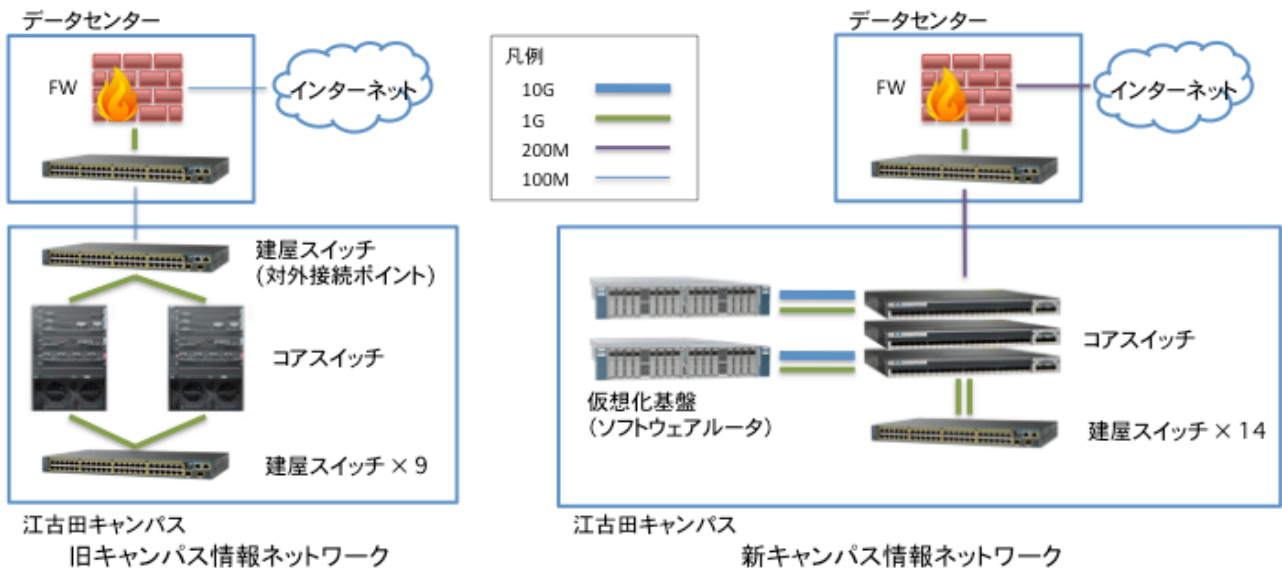 データセンター
FW
インターネット
建屋スイッチ
(対外接続ポイント)
コアスイッチ
建屋スイッチ × 9
江古田キャンパス
旧キャンパス情報ネットワーク
凡例
10G
1G
200M
100M
データセンター
FW
インターネット
コアスイッチ
仮想化基盤
(ソフトウェアルータ)
建屋スイッチ × 14
江古田キャンパス
新キャンパス情報ネットワーク